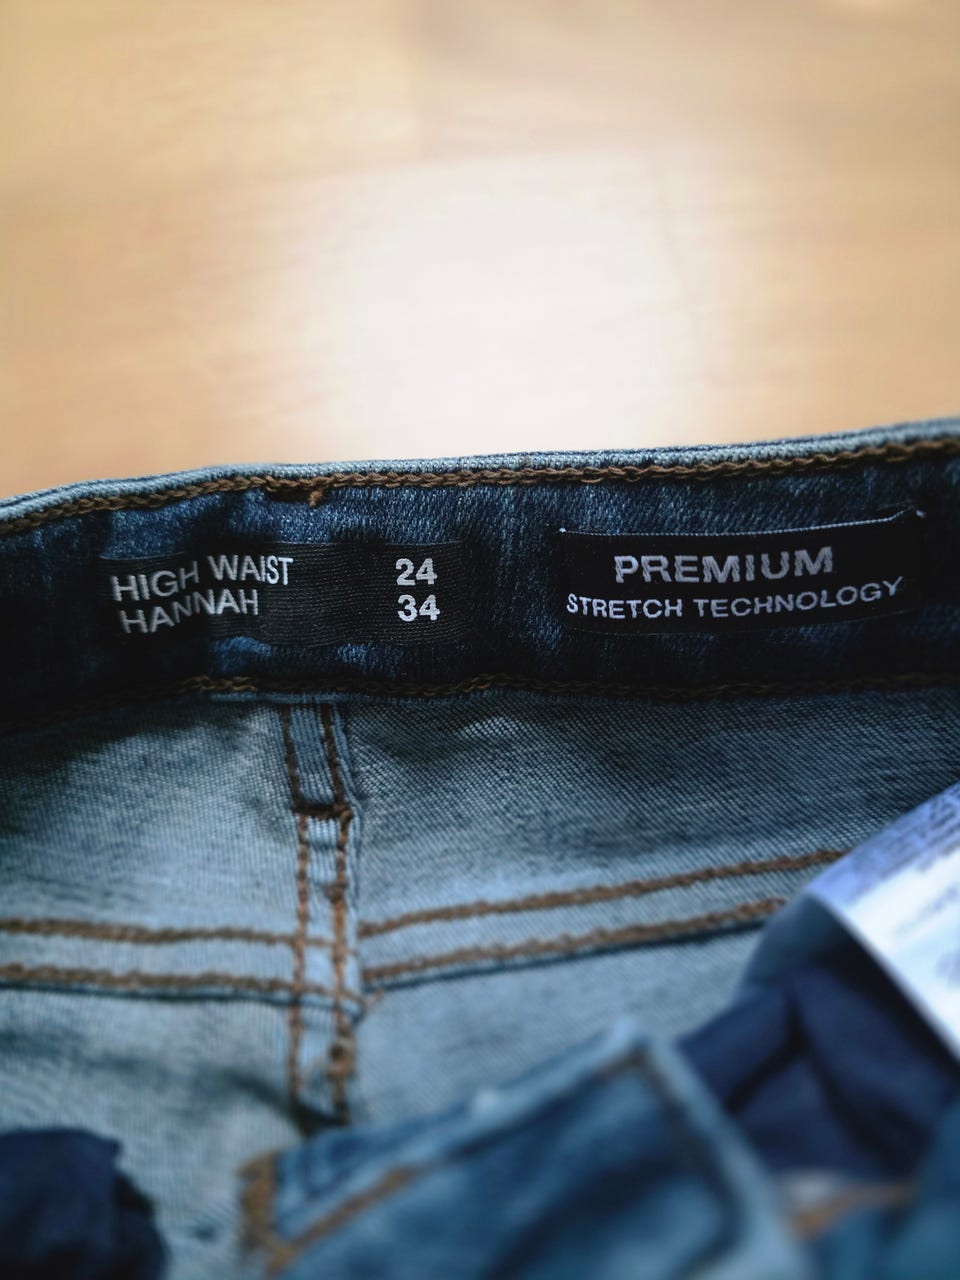 HIGH WAIST 24
HANNAH 34
PREMIUM
STRETCH TECHNOLOGY